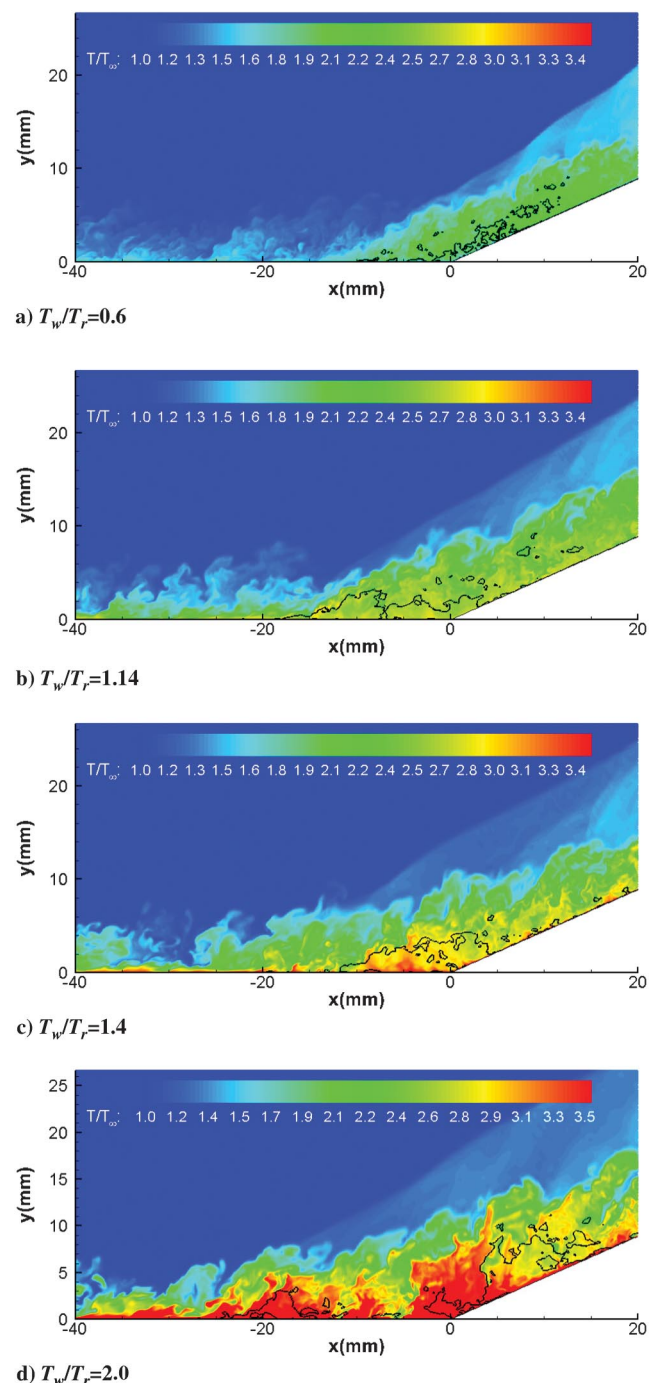 T/T∞: 1.0 1.2 1.3 1.5 1.6 1.8 1.9 2.1 2.2 2.4 2.5 2.7 2.8 3.0 3.1 3.3 3.4
y(mm)
20
10
0
-40 -20 0 20
x(mm)
a) Tw/Tr=0.6
T/T∞: 1.0 1.2 1.3 1.5 1.6 1.8 1.9 2.1 2.2 2.4 2.5 2.7 2.8 3.0 3.1 3.3 3.4
y(mm)
20
10
0
-40 -20 0 20
x(mm)
b) Tw/Tr=1.14
T/T∞: 1.0 1.2 1.3 1.5 1.6 1.8 1.9 2.1 2.2 2.4 2.5 2.7 2.8 3.0 3.1 3.3 3.4
y(mm)
20
10
0
-40 -20 0 20
x(mm)
c) Tw/Tr=1.4
25
T/T∞: 1.0 1.2 1.4 1.5 1.7 1.8 1.9 2.1 2.2 2.4 2.6 2.8 2.9 3.1 3.3 3.5
y(mm)
20
15
10
5
0
-40 -20 0 20
x(mm)
d) Tw/Tr=2.0